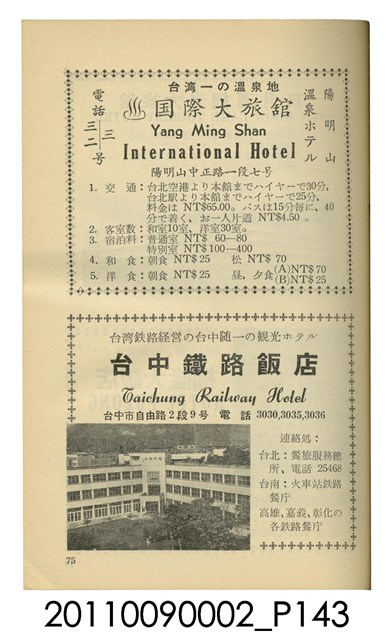 台湾一の温泉地
陽明山
温泉ホテル
♨国際大旅舘
Yang Ming Shan
International Hotel
陽明山中正路一段七号
電話三一三二号
1. 交　通：台北空港より本舘までハイヤーで30分，
台北駅より本舘までハイヤーで25分，
料金は NT$65.00。バスは15分毎に，40
分で着く，お一人片道 NT$4.50 。
2. 客室数：和室10室，洋室30室。
3. 宿泊料：普通室 NT$ 60—80
特別室 NT$100—400
4. 和　食：朝食 NT$ 25　松 NT$ 70
5. 洋　食：朝食 NT$ 25　昼，夕食(A)NT$ 70
(B)NT$ 25
台湾鉄路経営の台中随一の観光ホテル
台中鐵路飯店
Taichung Railway Hotel
台中市自由路2段9号　電話 3030,3035,3036
連絡処：
台北：餐旅服務總
所、電話 25468
台南：火車站鉄路
餐庁
高雄、嘉義、彰化の
各鉄路餐庁
75
20110090002_P143